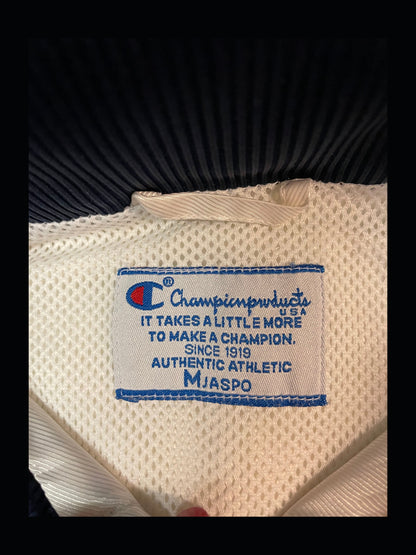 ® Championproducts
USA
IT TAKES A LITTLE MORE
TO MAKE A CHAMPION.
SINCE 1919
AUTHENTIC ATHLETIC
MJASPO